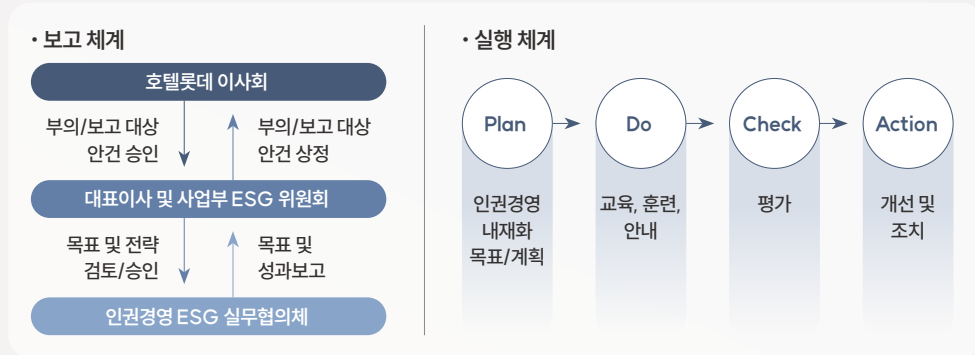 · 보고 체계
호텔롯데 이사회
부의/보고 대상
안건 승인
부의/보고 대상
안건 상정
대표이사 및 사업부 ESG 위원회
목표 및 전략
검토/승인
목표 및
성과보고
인권경영 ESG 실무협의체
· 실행 체계
Plan
Do
Check
Action
인권경영
내재화
목표/계획
교육, 훈련,
안내
평가
개선 및
조치